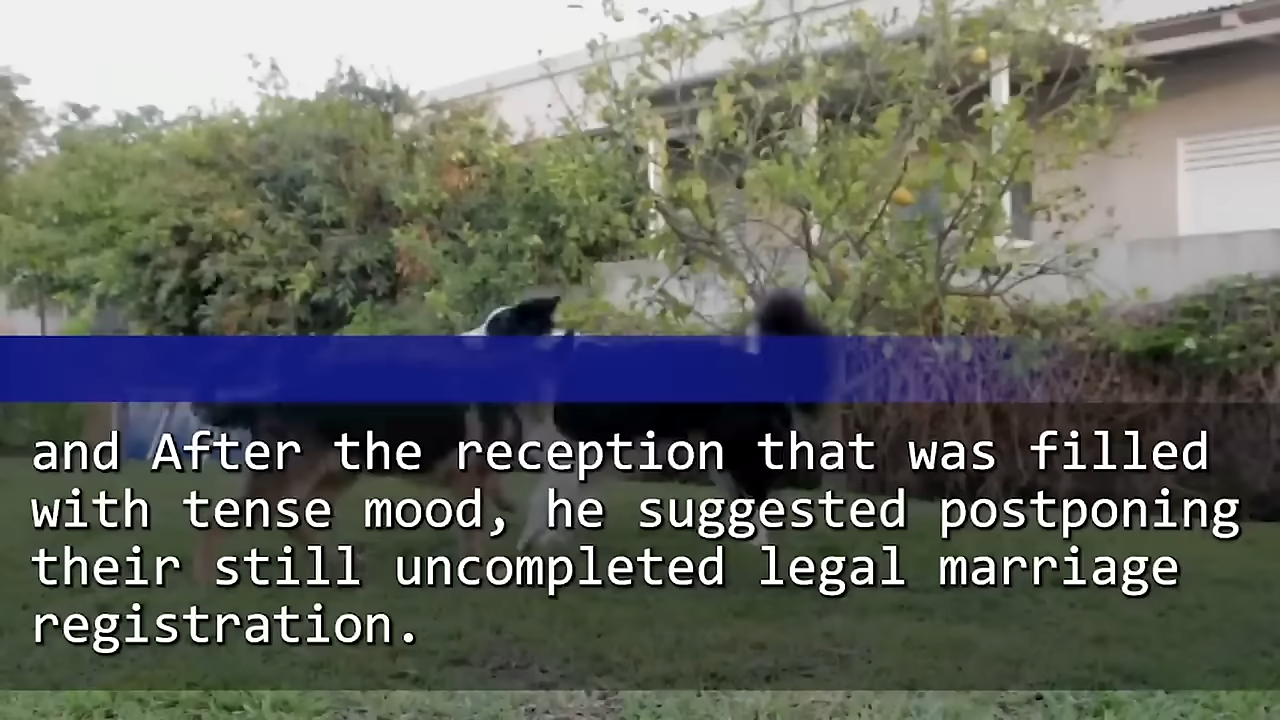 and After the reception that was filled
with tense mood, he suggested postponing
their still uncompleted legal marriage
registration.